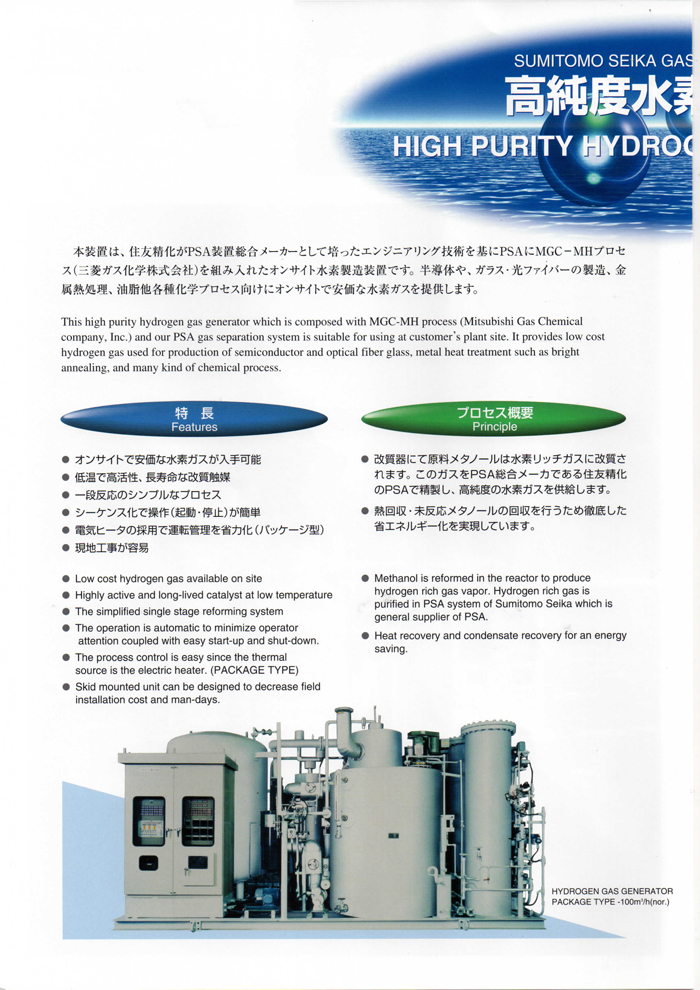 SUMITOMO SEIKA GAS
高純度水素
HIGH PURITY HYDROG
本装置は、住友精化がPSA装置総合メーカーとして培ったエンジニアリング技術を基にPSAにMGC－MHプロセ
ス（三菱ガス化学株式会社）を組み入れたオンサイト水素製造装置です。半導体や、ガラス・光ファイバーの製造、金
属熱処理、油脂他各種化学プロセス向けにオンサイトで安価な水素ガスを提供します。
This high purity hydrogen gas generator which is composed with MGC-MH process (Mitsubishi Gas Chemical
company, Inc.) and our PSA gas separation system is suitable for using at customer's plant site. It provides low cost
hydrogen gas used for production of semiconductor and optical fiber glass, metal heat treatment such as bright
annealing, and many kind of chemical process.
特　長
Features
● オンサイトで安価な水素ガスが入手可能
● 低温で高活性、長寿命な改質触媒
● 一段反応のシンプルなプロセス
● シーケンス化で操作（起動・停止）が簡単
● 電気ヒータの採用で運転管理を省力化（パッケージ型）
● 現地工事が容易
● Low cost hydrogen gas available on site
● Highly active and long-lived catalyst at low temperature
● The simplified single stage reforming system
● The operation is automatic to minimize operator
attention coupled with easy start-up and shut-down.
● The process control is easy since the thermal
source is the electric heater. (PACKAGE TYPE)
● Skid mounted unit can be designed to decrease field
installation cost and man-days.
プロセス概要
Principle
● 改質器にて原料メタノールは水素リッチガスに改質さ
れます。このガスをPSA総合メーカである住友精化
のPSAで精製し、高純度の水素ガスを供給します。
● 熱回収・未反応メタノールの回収を行うため徹底した
省エネルギー化を実現しています。
● Methanol is reformed in the reactor to produce
hydrogen rich gas vapor. Hydrogen rich gas is
purified in PSA system of Sumitomo Seika which is
general supplier of PSA.
● Heat recovery and condensate recovery for an energy
saving.
HYDROGEN GAS GENERATOR
PACKAGE TYPE -100m³/h(nor.)